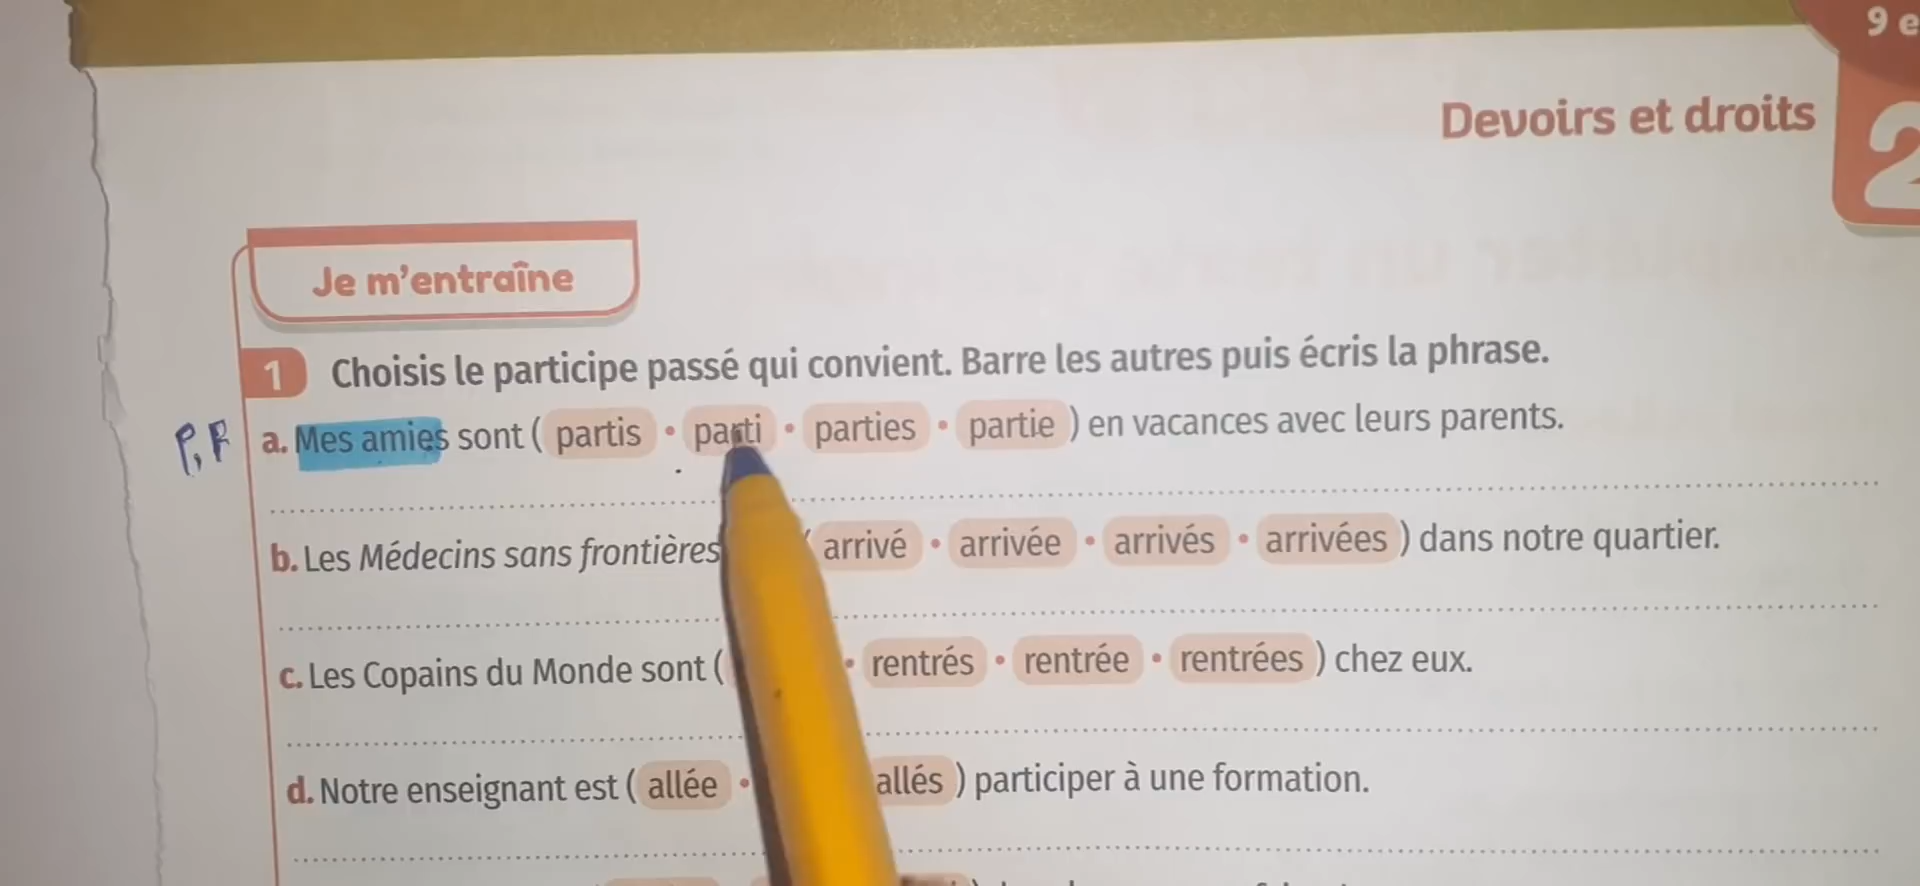 9 e
Devoirs et droits
2
Je m'entraîne
1 Choisis le participe passé qui convient. Barre les autres puis écris la phrase.
P,F a. Mes amies sont ( partis • parti • parties • partie ) en vacances avec leurs parents.
b. Les Médecins sans frontières ( arrivé • arrivée • arrivés • arrivées ) dans notre quartier.
c. Les Copains du Monde sont ( • rentrés • rentrée • rentrées ) chez eux.
d. Notre enseignant est ( allée • allés ) participer à une formation.